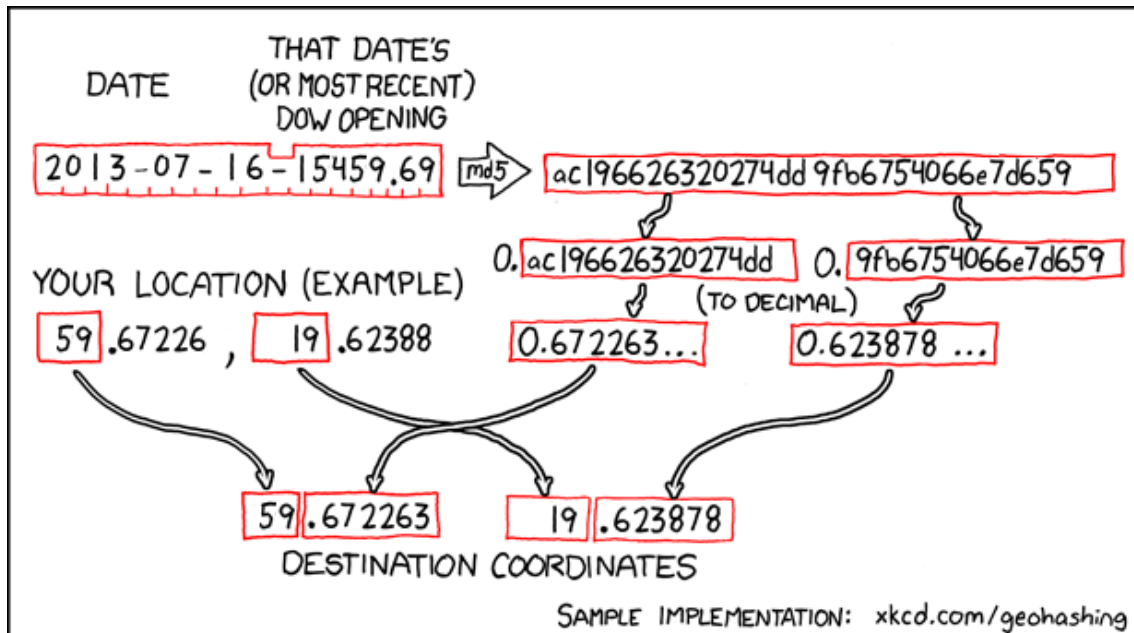 DATE
THAT DATE'S
(OR MOST RECENT)
DOW OPENING
2013-07-16-15459.69
md5
ac196626320274dd9fb6754066e7d659
0.ac196626320274dd
0.9fb6754066e7d659
YOUR LOCATION (EXAMPLE)
(TO DECIMAL)
59.67226, 19.62388
0.672263...
0.623878...
59.672263
19.623878
DESTINATION COORDINATES
SAMPLE IMPLEMENTATION: xkcd.com/geohashing